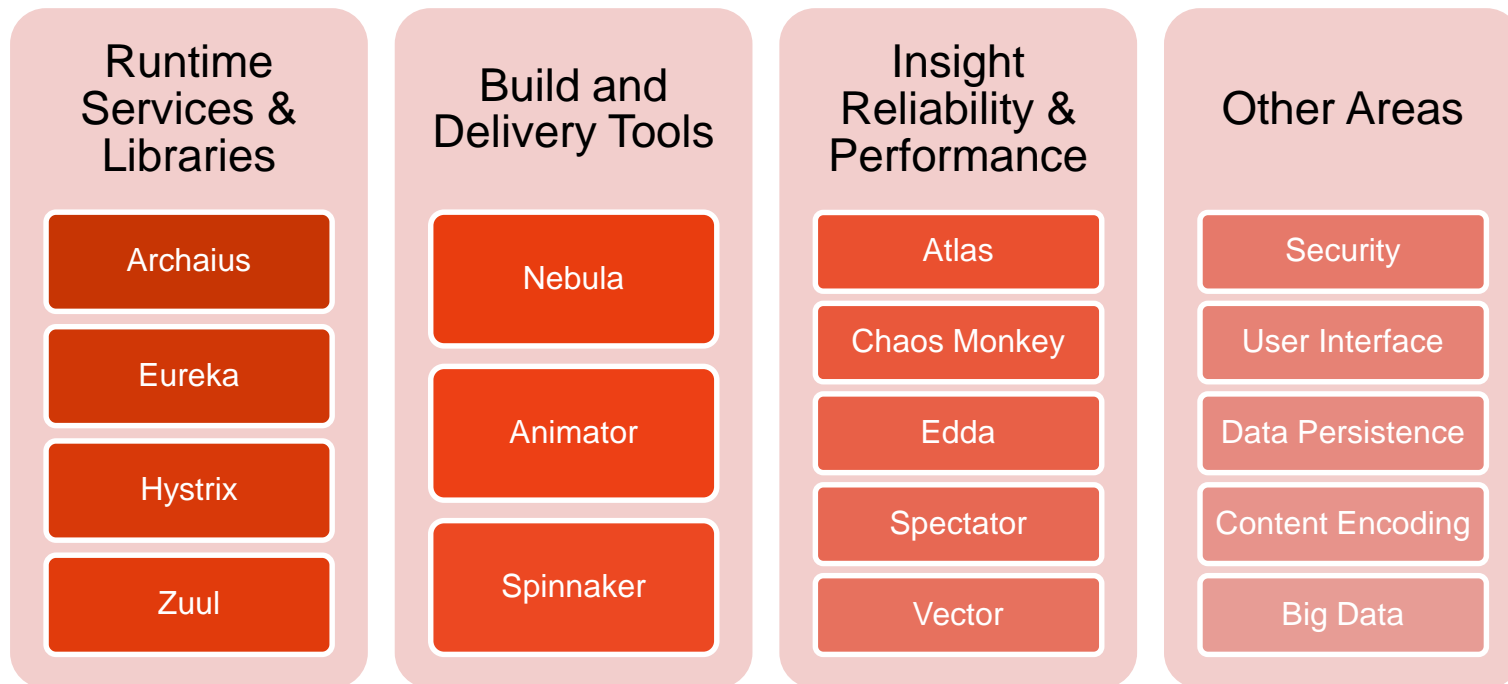 Runtime
Services &
Libraries
Archaius
Eureka
Hystrix
Zuul
Build and
Delivery Tools
Nebula
Animator
Spinnaker
Insight
Reliability &
Performance
Atlas
Chaos Monkey
Edda
Spectator
Vector
Other Areas
Security
User Interface
Data Persistence
Content Encoding
Big Data